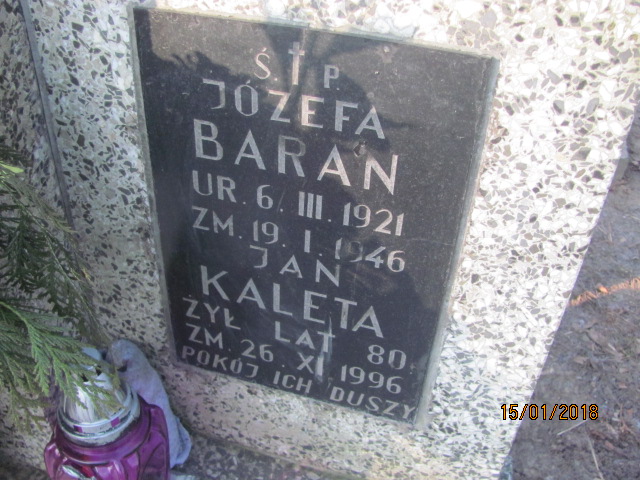 Ś. † P.
JÓZEFA
BARAN
UR. 6. III. 1921
ZM. 19. I. 1946
JAN
KALETA
ŻYŁ LAT 80
ZM. 26. XI 1996
POKÓJ ICH DUSZY
15/01/2018